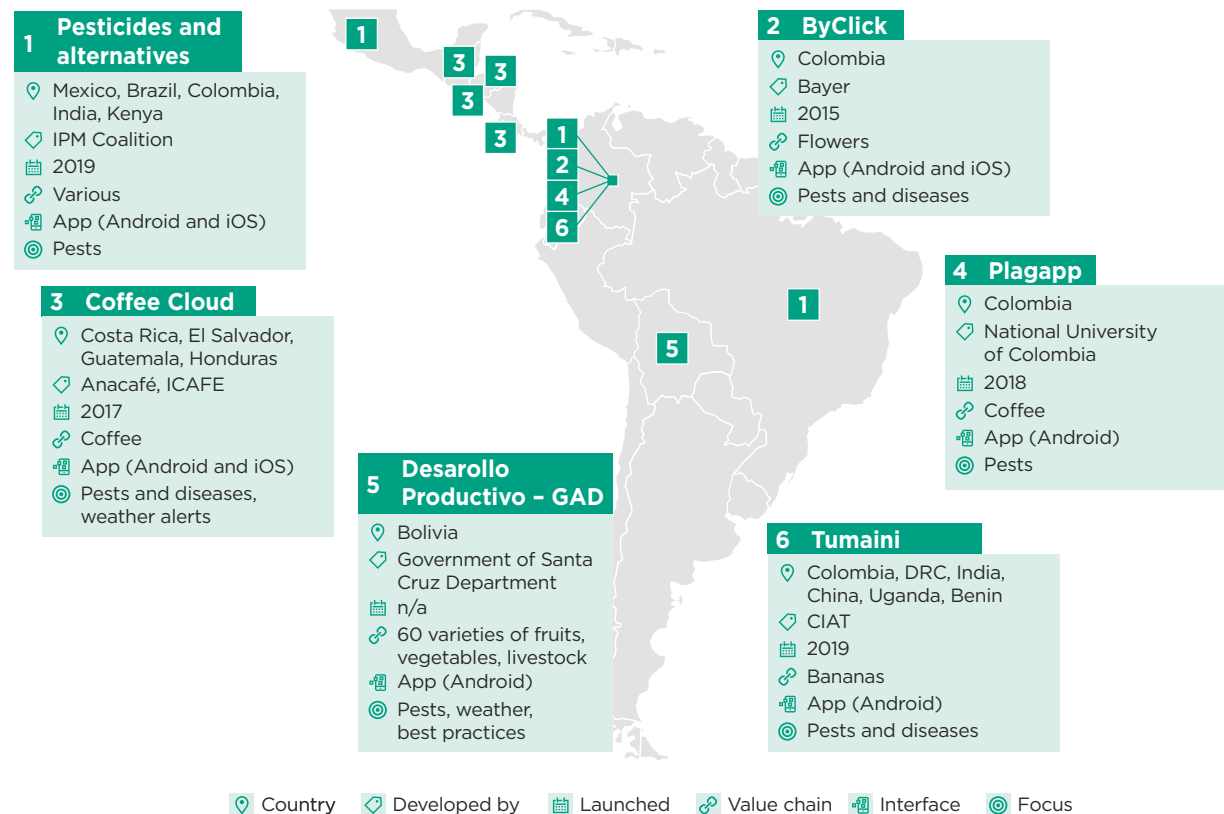 1 Pesticides and
alternatives
Mexico, Brazil, Colombia,
India, Kenya
IPM Coalition
2019
Various
App (Android and iOS)
Pests
2 ByClick
Colombia
Bayer
2015
Flowers
App (Android and iOS)
Pests and diseases
3 Coffee Cloud
Costa Rica, El Salvador,
Guatemala, Honduras
Anacafé, ICAFE
2017
Coffee
App (Android and iOS)
Pests and diseases,
weather alerts
4 Plagapp
Colombia
National University
of Colombia
2018
Coffee
App (Android)
Pests
5 Desarollo
Productivo – GAD
Bolivia
Government of Santa
Cruz Department
n/a
60 varieties of fruits,
vegetables, livestock
App (Android)
Pests, weather,
best practices
6 Tumaini
Colombia, DRC, India,
China, Uganda, Benin
CIAT
2019
Bananas
App (Android)
Pests and diseases
1
3
3
3
3
1
2
4
6
1
5
Country Developed by Launched Value chain Interface Focus